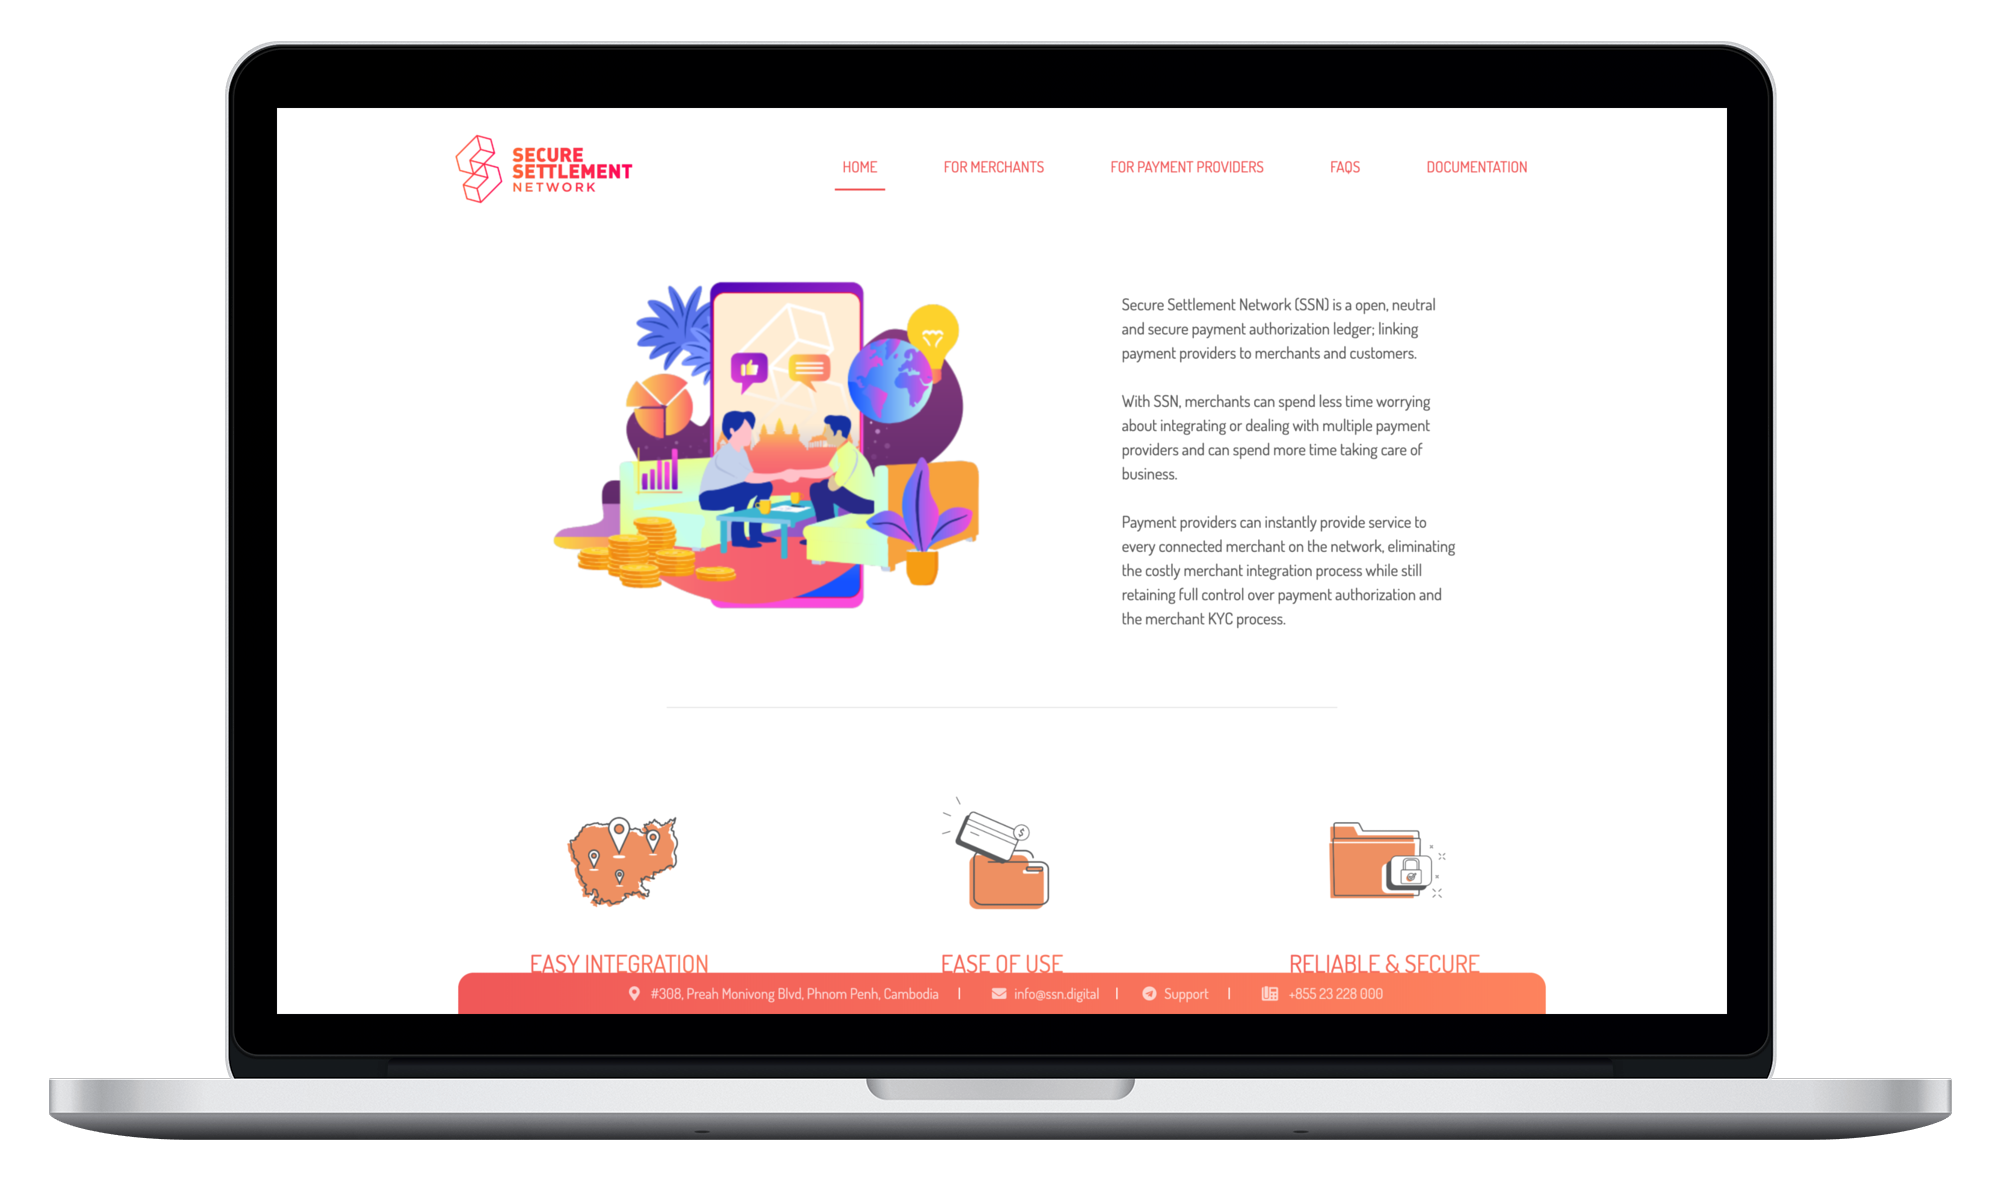 SECURE
SETTLEMENT
NETWORK
HOME
FOR MERCHANTS
FOR PAYMENT PROVIDERS
FAQS
DOCUMENTATION
Secure Settlement Network (SSN) is a open, neutral
and secure payment authorization ledger; linking
payment providers to merchants and customers.
With SSN, merchants can spend less time worrying
about integrating or dealing with multiple payment
providers and can spend more time taking care of
business.
Payment providers can instantly provide service to
every connected merchant on the network, eliminating
the costly merchant integration process while still
retaining full control over payment authorization and
the merchant KYC process.
$
EASY INTEGRATION
EASE OF USE
RELIABLE & SECURE
#308, Preah Monivong Blvd, Phnom Penh, Cambodia | info@ssn.digital | Support | +855 23 228 000